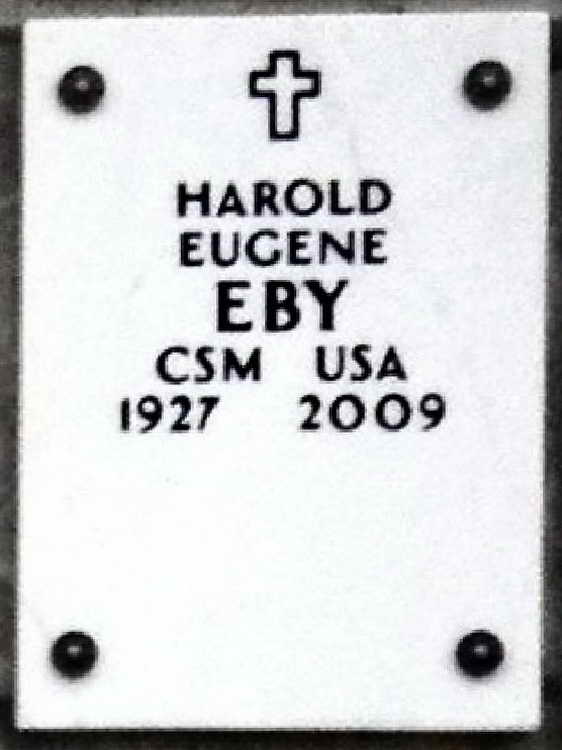 HAROLD
EUGENE
EBY
CSM USA
1927 2009